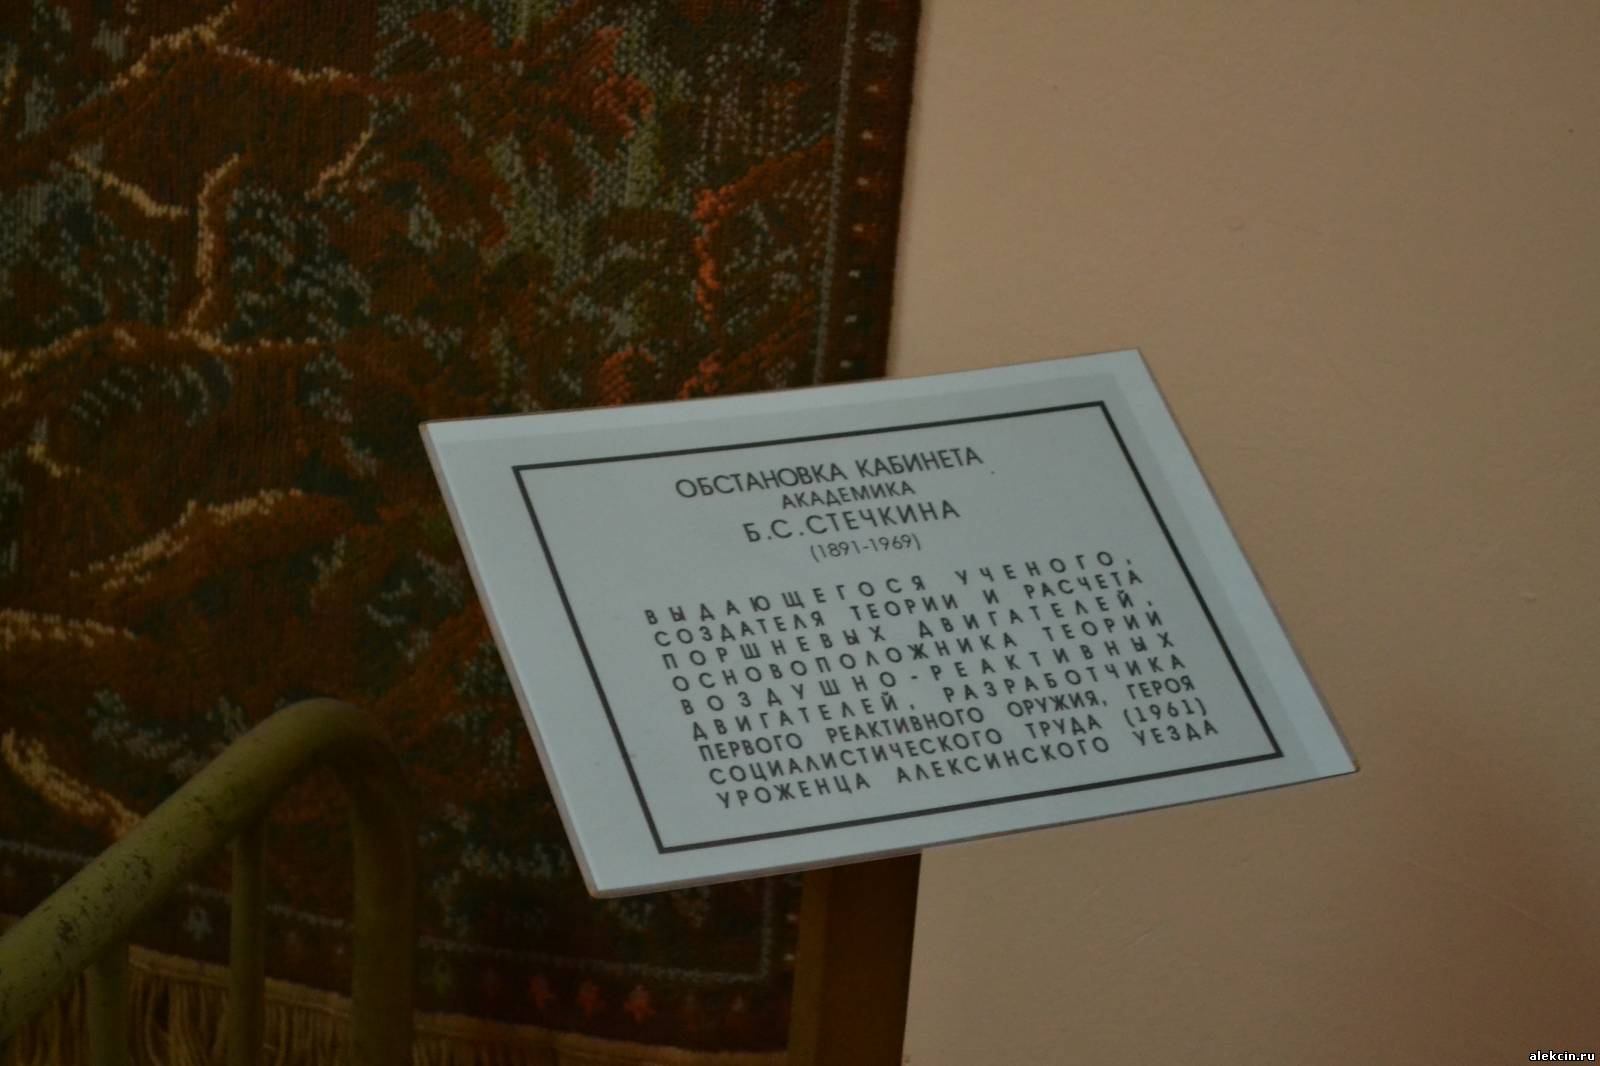 ОБСТАНОВКА КАБИНЕТА
АКАДЕМИКА
Б.С.СТЕЧКИНА
(1891-1969)
ВЫДАЮЩЕГОСЯ УЧЕНОГО,
СОЗДАТЕЛЯ ТЕОРИИ И РАСЧЕТА
ПОРШНЕВЫХ ДВИГАТЕЛЕЙ,
ОСНОВОПОЛОЖНИКА ТЕОРИИ
ВОЗДУШНО-РЕАКТИВНЫХ
ДВИГАТЕЛЕЙ, РАЗРАБОТЧИКА
ПЕРВОГО РЕАКТИВНОГО ОРУЖИЯ, ГЕРОЯ
СОЦИАЛИСТИЧЕСКОГО ТРУДА (1961)
УРОЖЕНЦА АЛЕКСИНСКОГО УЕЗДА
alekcin.ru